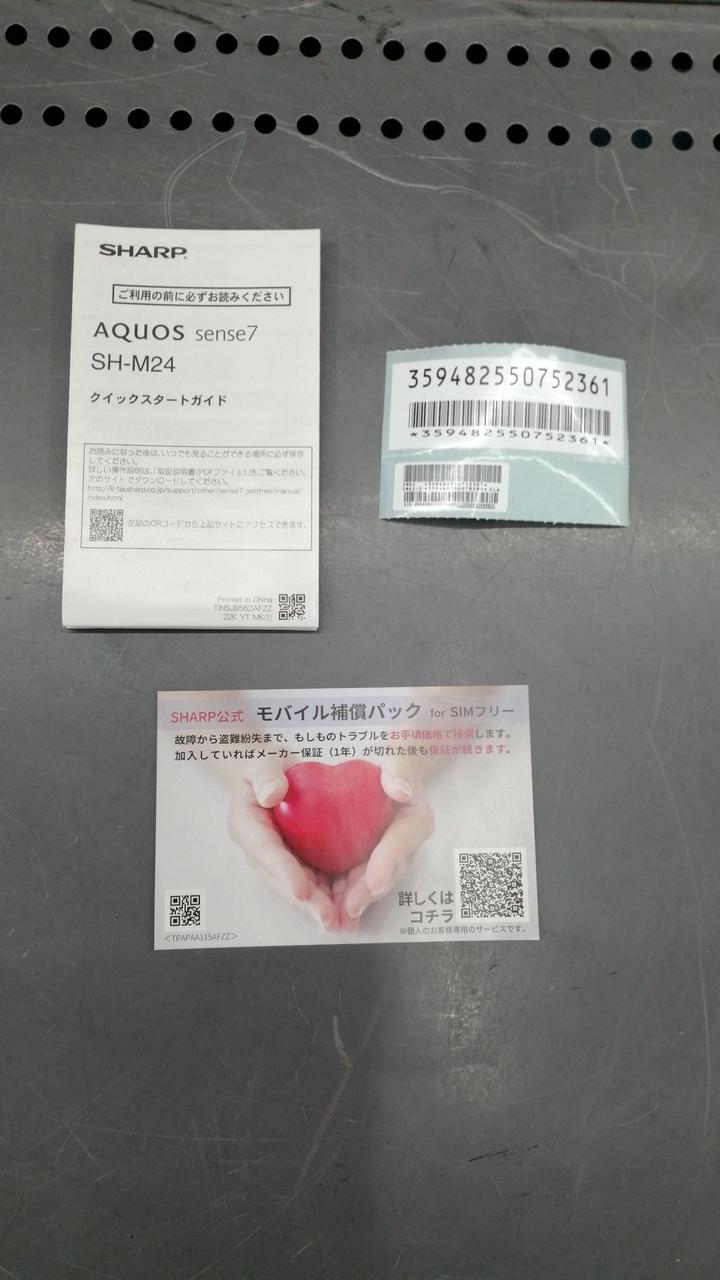 SHARP
ご利用の前に必ずお読みください
AQUOS sense7
SH-M24
クイックスタートガイド
お読みになった後は、いつでも見ることができる場所に必ず保管
してください。
詳しい操作説明は、「取扱説明書(PDFファイル)」をご覧ください。
次のサイトでダウンロードしてください。
http://k-tai.sharp.co.jp/support/other/sense7_simfree/manual/
index.html
左記のQRコードから上記サイトにアクセスできます。
Printed in China
TINSJB562AFZZ
22K YT MK①
359482550752361
*359482550752361*
SHARP公式 モバイル補償パック for SIMフリー
故障から盗難紛失まで、もしものトラブルをお手頃価格で補償します。
加入していればメーカー保証（1年）が切れた後も保証が続きます。
詳しくは
コチラ
<TPAPAA115AFZZ>
※個人のお客様専用のサービスです。